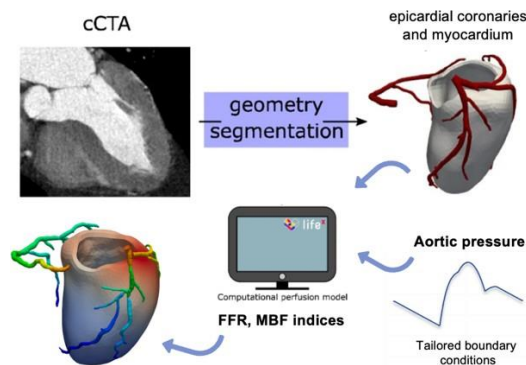 cCTA
geometry
segmentation
epicardial coronaries
and myocardium
life
Computational perfusion model
FFR, MBF indices
Aortic pressure
Tailored boundary
conditions